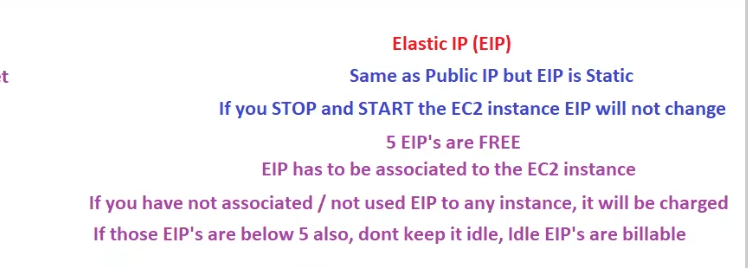 Elastic IP (EIP)
Same as Public IP but EIP is Static
If you STOP and START the EC2 instance EIP will not change
5 EIP's are FREE
EIP has to be associated to the EC2 instance
If you have not associated / not used EIP to any instance, it will be charged
If those EIP's are below 5 also, dont keep it idle, Idle EIP's are billable